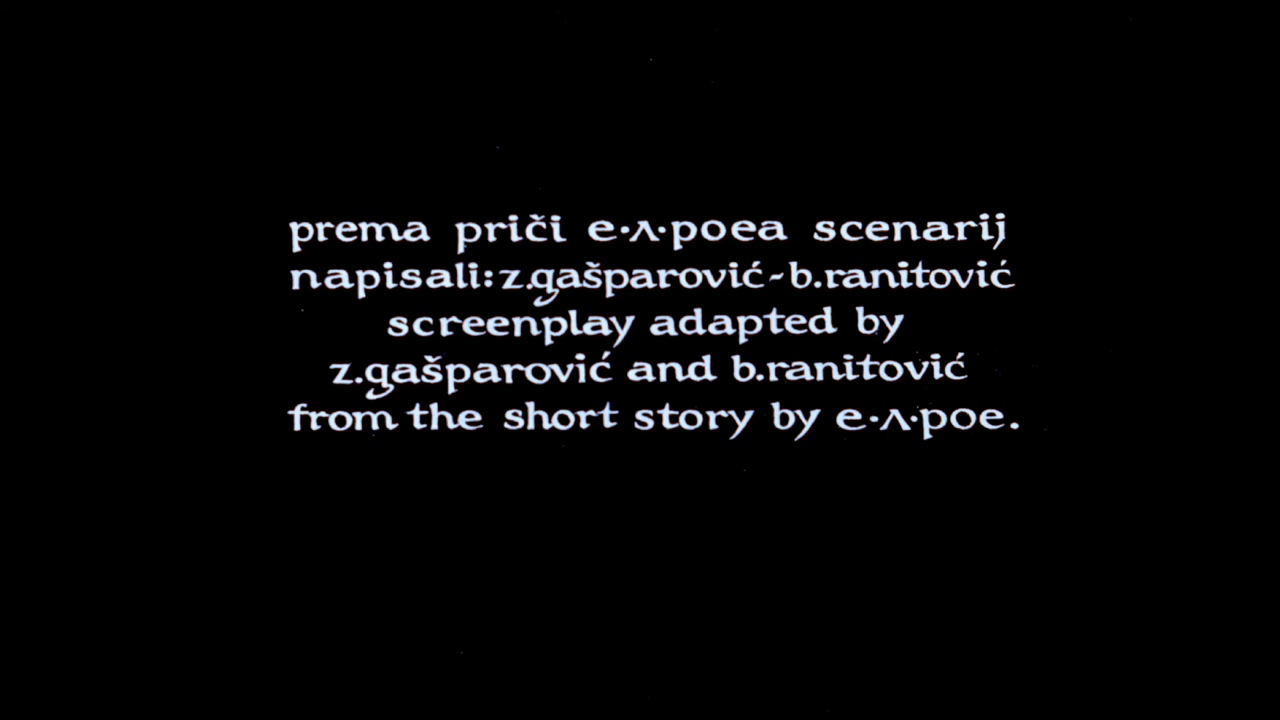 prema priči e·ʌ·poea scenarij
napisali: z.gašparović-b.ranitović
screenplay adapted by
z.gašparović and b.ranitović
from the short story by e·ʌ·poe.